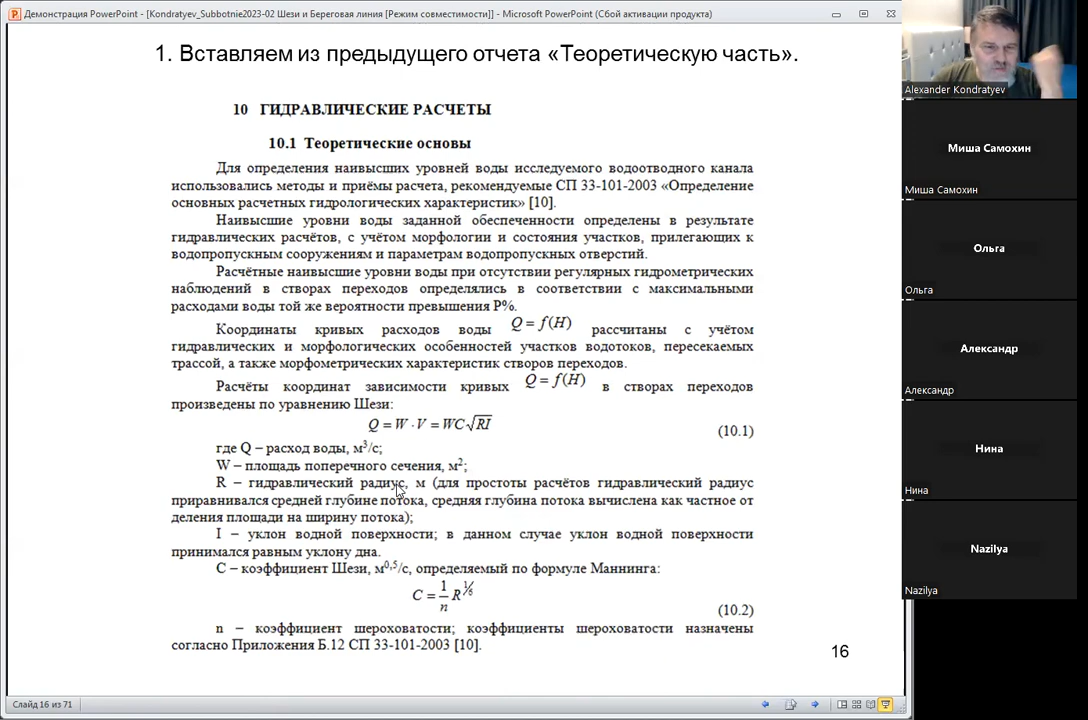 Демонстрация PowerPoint - [Kondratyev_Subbotnie2023-02 Шези и Береговая линия [Режим совместимости]] - Microsoft PowerPoint (Сбой активации продукта)
1. Вставляем из предыдущего отчета «Теоретическую часть».
10 ГИДРАВЛИЧЕСКИЕ РАСЧЕТЫ
10.1 Теоретические основы
Для определения наивысших уровней воды исследуемого водоотводного канала
использовались методы и приёмы расчета, рекомендуемые СП 33-101-2003 «Определение
основных расчетных гидрологических характеристик» [10].
Наивысшие уровни воды заданной обеспеченности определены в результате
гидравлических расчётов, с учётом морфологии и состояния участков, прилегающих к
водопропускным сооружениям и параметрам водопропускных отверстий.
Расчётные наивысшие уровни воды при отсутствии регулярных гидрометрических
наблюдений в створах переходов определялись в соответствии с максимальными
расходами воды той же вероятности превышения Р%.
Координаты кривых расходов воды Q = f(H) рассчитаны с учётом
гидравлических и морфологических особенностей участков водотоков, пересекаемых
трассой, а также морфометрических характеристик створов переходов.
Расчёты координат зависимости кривых Q = f(H) в створах переходов
произведены по уравнению Шези:
Q = W · V = WC√RI (10.1)
где Q – расход воды, м³/с;
W – площадь поперечного сечения, м²;
R – гидравлический радиус, м (для простоты расчётов гидравлический радиус
приравнивался средней глубине потока, средняя глубина потока вычислена как частное от
деления площади на ширину потока);
I – уклон водной поверхности; в данном случае уклон водной поверхности
принимался равным уклону дна.
С – коэффициент Шези, м^0,5/с, определяемый по формуле Маннинга:
C = 1/n R^1/6 (10.2)
n – коэффициент шероховатости; коэффициенты шероховатости назначены
согласно Приложения Б.12 СП 33-101-2003 [10].
16
Слайд 16 из 71
Alexander Kondratyev
Миша Самохин
Миша Самохин
Ольга
Ольга
Александр
Александр
Нина
Нина
Nazilya
Nazilya